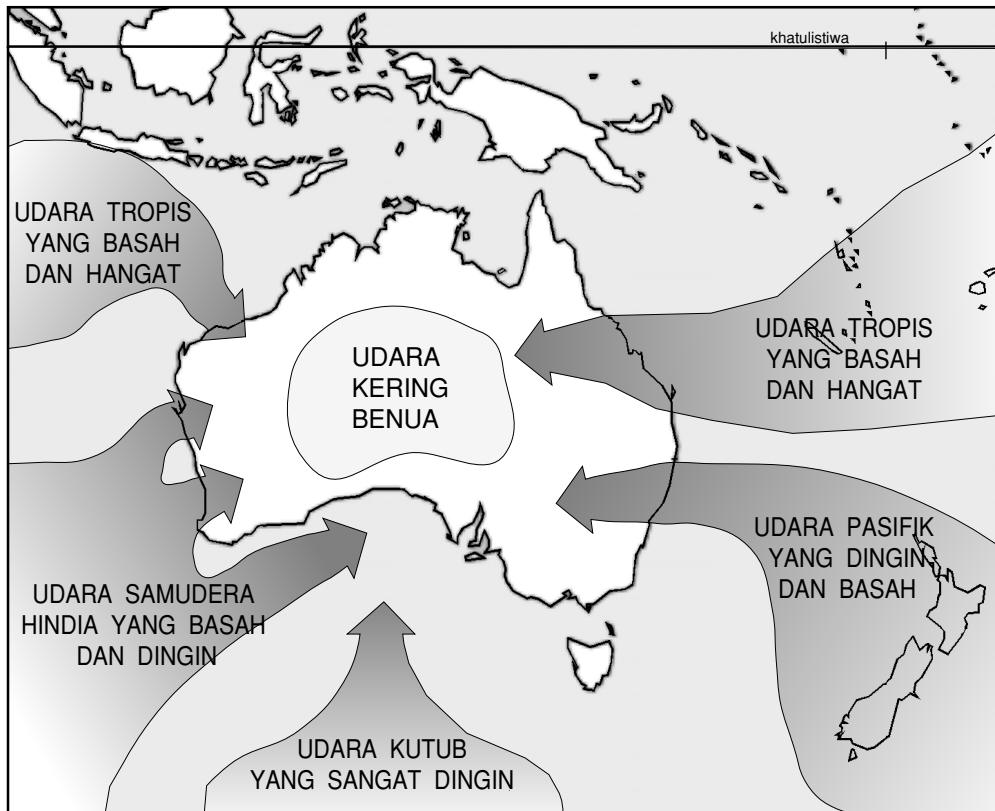 khatulistiwa
UDARA TROPIS
YANG BASAH
DAN HANGAT
UDARA TROPIS
YANG BASAH
DAN HANGAT
UDARA
KERING
BENUA
UDARA PASIFIK
YANG DINGIN
DAN BASAH
UDARA SAMUDERA
HINDIA YANG BASAH
DAN DINGIN
UDARA KUTUB
YANG SANGAT DINGIN